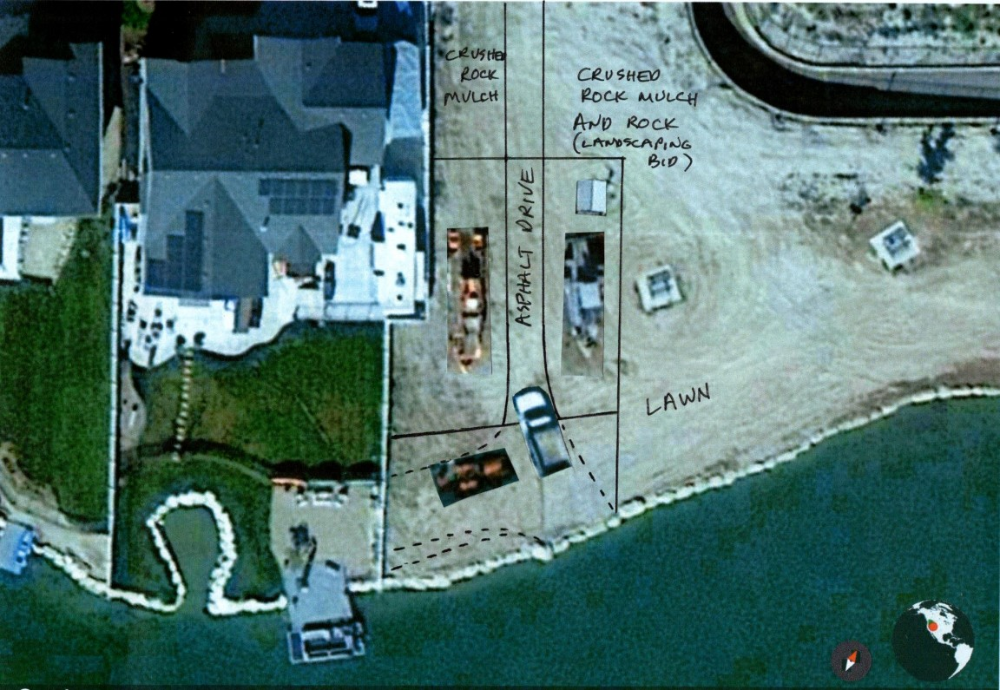 CRUSHED
ROCK
MULCH
CRUSHED
ROCK MULCH
AND ROCK
(LANDSCAPING
BID)
ASPHALT DRIVE
LAWN